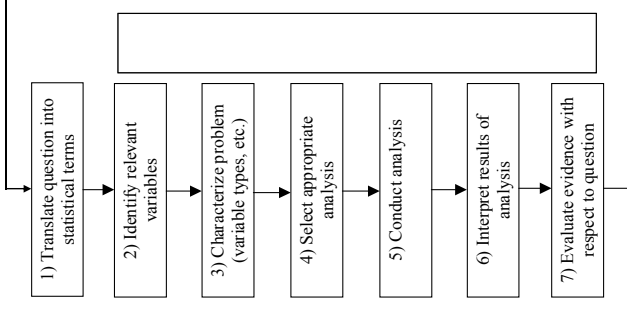 1) Translate question into
statistical terms
2) Identify relevant
variables
3) Characterize problem
(variable types, etc.)
4) Select appropriate
analysis
5) Conduct analysis
6) Interpret results of
analysis
7) Evaluate evidence with
respect to question